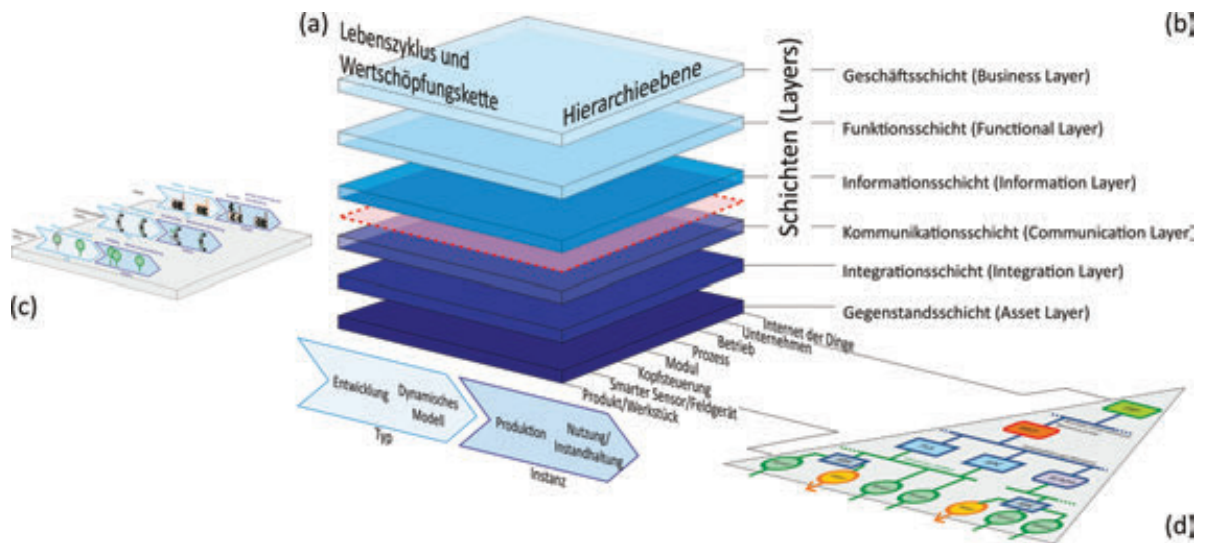 (a)
(b)
Lebenszyklus und
Wertschöpfungskette
Hierarchieebene
Schichten (Layers)
Geschäftsschicht (Business Layer)
Funktionsschicht (Functional Layer)
Informationsschicht (Information Layer)
Kommunikationsschicht (Communication Layer)
Integrationsschicht (Integration Layer)
Gegenstandsschicht (Asset Layer)
(c)
Internet der Dinge
Unternehmen
Betrieb
Prozess
Modul
Kopfsteuerung
Smarter Sensor/Feldgerät
Produkt/Werkstück
Entwicklung
Dynamisches
Modell
Typ
Produktion
Nutzung/
Instandhaltung
Instanz
(d)